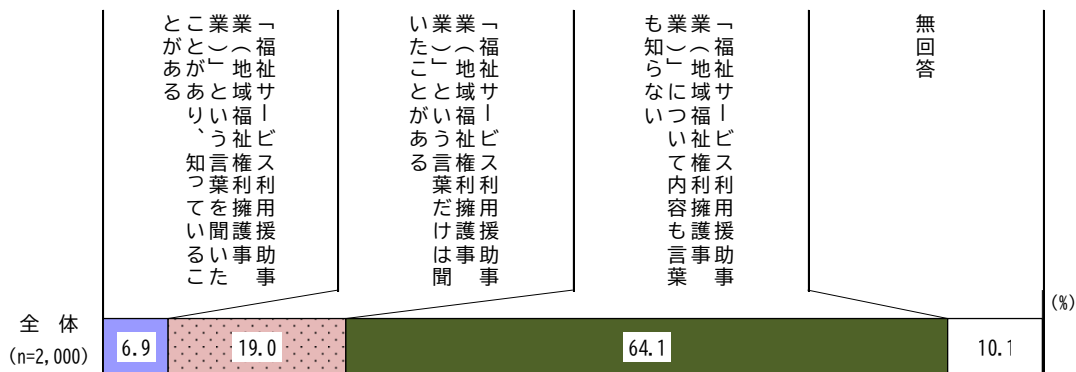 「福祉サービス利用援助事
業（地域福祉権利擁護事
業）」という言葉を聞いた
ことがあり、知っているこ
とがある
「福祉サービス利用援助事
業（地域福祉権利擁護事
業）」という言葉だけは聞
いたことがある
「福祉サービス利用援助事
業（地域福祉権利擁護事
業）」について内容も言葉
も知らない
無回答
(%)
全 体
(n=2,000)
6.9
19.0
64.1
10.1